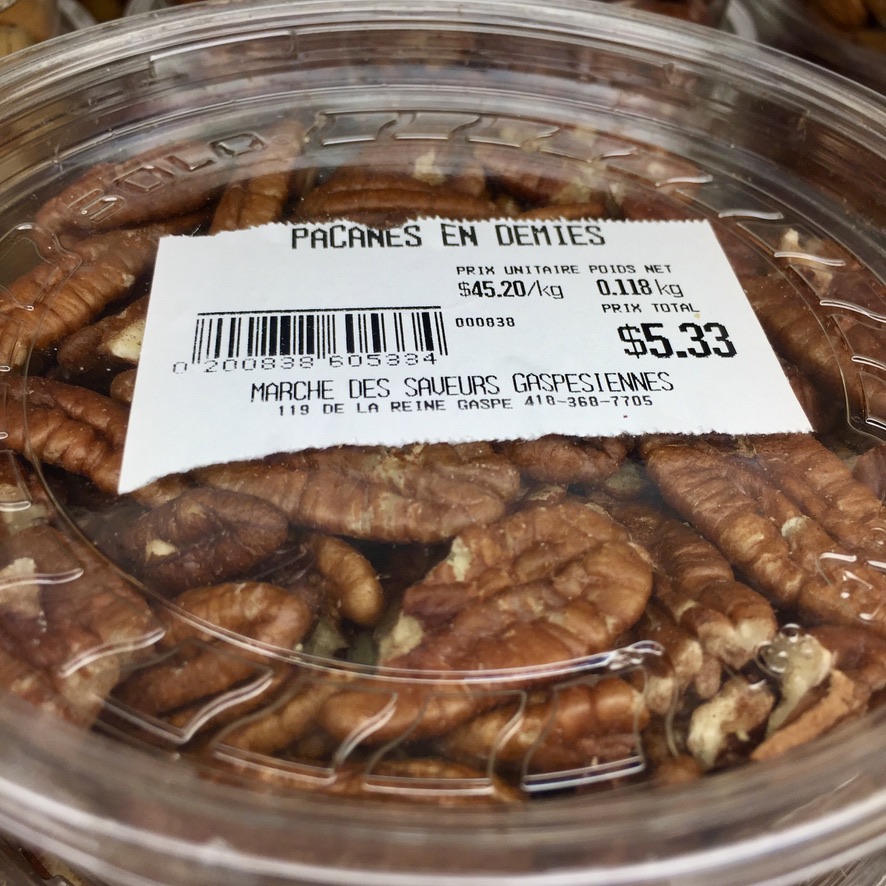 SOLO
PACANES EN DEMIES
PRIX UNITAIRE POIDS NET
$45.20/kg 0.118 kg
PRIX TOTAL
000838
$5.33
0 200838 605334
MARCHE DES SAVEURS GASPESIENNES
119 DE LA REINE GASPE 418-368-7705